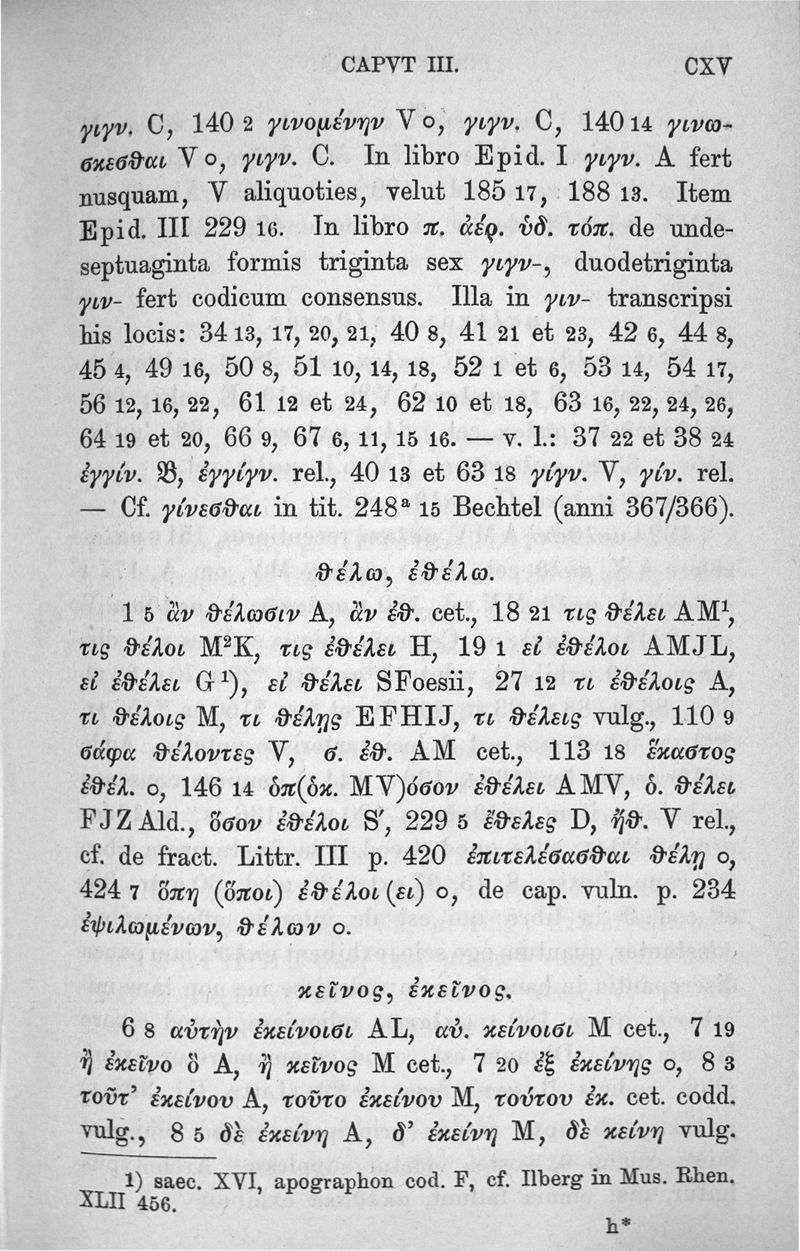 CAPVT III. CXV
γιγν. C, 140 2 γινομένην V o, γιγν. C, 140 14 γινω-
σκεσθαι V o, γιγν. C. In libro Epid. I γιγν. A fert
nusquam, V aliquoties, velut 185 17, 188 13. Item
Epid. III 229 16. In libro π. ἀέρ. ὑδ. τόπ. de unde-
septuaginta formis triginta sex γιγν-, duodetriginta
γιν- fert codicum consensus. Illa in γιν- transcripsi
his locis: 34 13, 17, 20, 21, 40 8, 41 21 et 23, 42 6, 44 8,
45 4, 49 16, 50 8, 51 10, 14, 18, 52 1 et 6, 53 14, 54 17,
56 12, 16, 22, 61 12 et 24, 62 10 et 18, 63 16, 22, 24, 26,
64 19 et 20, 66 9, 67 6, 11, 15 16. — v. l.: 37 22 et 38 24
ἐγγίν. 𝔅, ἐγγίγν. rel., 40 13 et 63 18 γίγν. V, γίν. rel.
— Cf. γίνεσθαι in tit. 248ᵃ 15 Bechtel (anni 367/366).
θέλω, ἐθέλω.
1 5 ἂν θέλωσιν A, ἂν ἐθ. cet., 18 21 τις θέλει AM¹,
τις θέλοι M²K, τις ἐθέλει H, 19 1 εἰ ἐθέλοι AMJL,
εἰ ἐθέλει G¹), εἰ θέλει SFoesii, 27 12 τι ἐθέλοις A,
τι θέλοις M, τι θέλῃς EFHIJ, τι θέλεις vulg., 110 9
σάφα θέλοντες V, σ. ἐθ. AM cet., 113 18 ἕκαστος
ἐθέλ. o, 146 14 ὁπ(ὁκ. MV)όσον ἐθέλει AMV, ὁ. θέλει
FJZ Ald., ὅσον ἐθέλοι S′, 229 5 ἔθελες D, ἤθ. V rel.,
cf. de fract. Littr. III p. 420 ἐπιτελέσασθαι θέλῃ o,
424 7 ὅπη (ὅποι) ἐθέλοι (ει) o, de cap. vuln. p. 234
ἐψιλωμένων, θέλων o.
κεῖνος, ἐκεῖνος.
6 8 αὐτὴν ἐκείνοισι AL, αὐ. κείνοισι M cet., 7 19
ἢ ἐκεῖνο ὃ A, ἢ κεῖνος M cet., 7 20 ἐξ ἐκείνης o, 8 3
τοῦτ’ ἐκείνου A, τοῦτο ἐκείνου M, τούτου ἐκ. cet. codd.
vulg., 8 5 δὲ ἐκείνη A, δ’ ἐκείνη M, δὲ κείνη vulg.
1) saec. XVI, apographon cod. F, cf. Ilberg in Mus. Rhen.
XLII 456.
h*